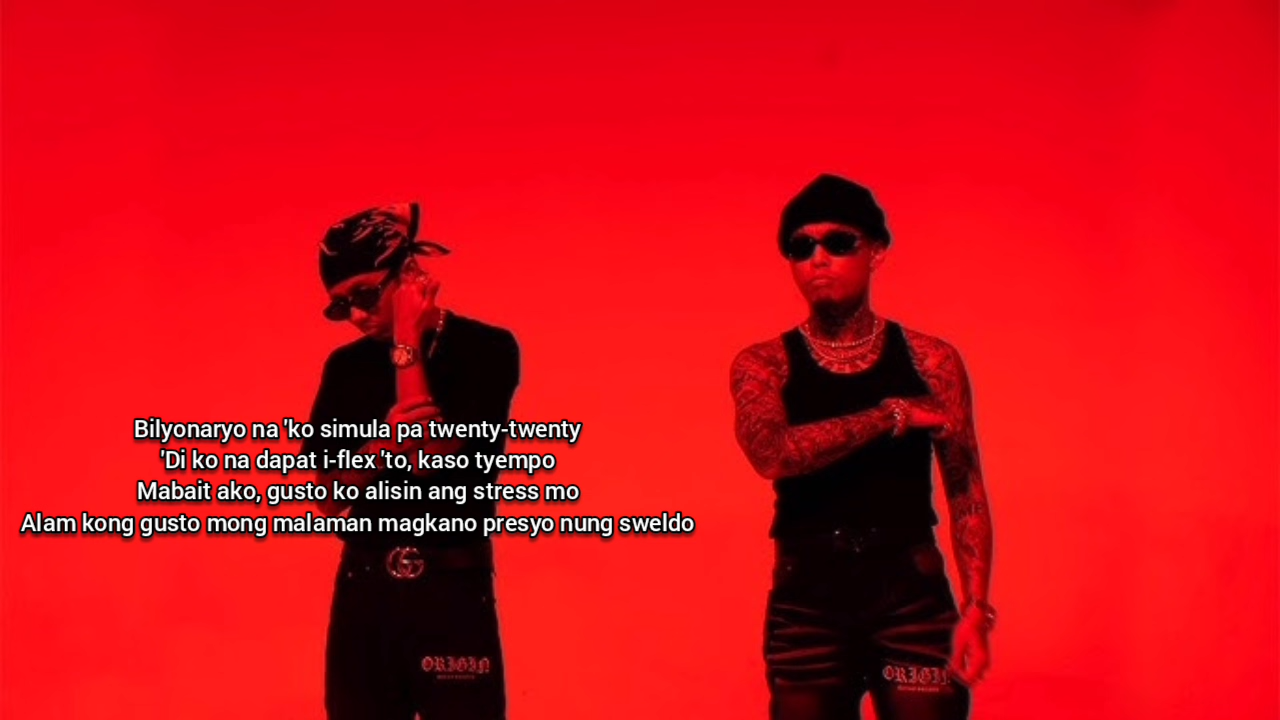 Bilyonaryo na 'ko simula pa twenty-twenty
'Di ko na dapat i-flex 'to, kaso tyempo
Mabait ako, gusto ko alisin ang stress mo
Alam kong gusto mong malaman magkano presyo nung sweldo
ORIGIN
ORIGIN